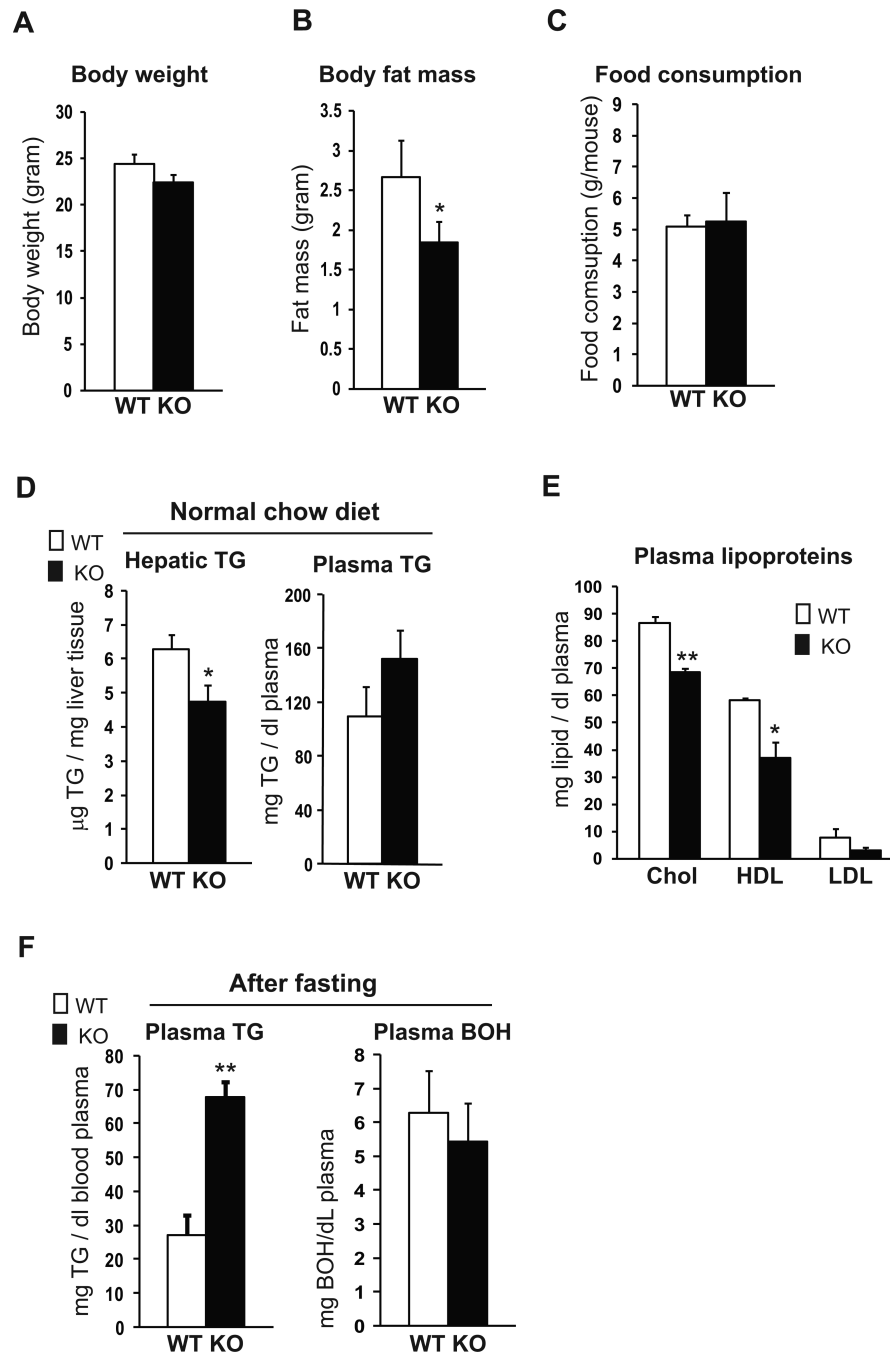 A
Body weight
Body weight (gram)
30
25
20
15
10
5
0
WT KO
B
Body fat mass
Fat mass (gram)
3.5
3
2.5
2
1.5
1
0.5
0
*
WT KO
C
Food consumption
Food comsuption (g/mouse)
9
8
7
6
5
4
3
2
1
0
WT KO
D
Normal chow diet
WT
KO
Hepatic TG
µg TG / mg liver tissue
8
7
6
5
4
3
2
1
0
*
WT KO
Plasma TG
mg TG / dl plasma
200
160
120
80
40
0
WT KO
E
Plasma lipoproteins
WT
KO
mg lipid / dl plasma
100
90
80
70
60
50
40
30
20
10
0
**
*
Chol HDL LDL
F
After fasting
WT
KO
Plasma TG
mg TG / dl blood plasma
80
70
60
50
40
30
20
10
0
**
WT KO
Plasma BOH
mg BOH/dL plasma
8
7
6
5
4
3
2
1
0
WT KO